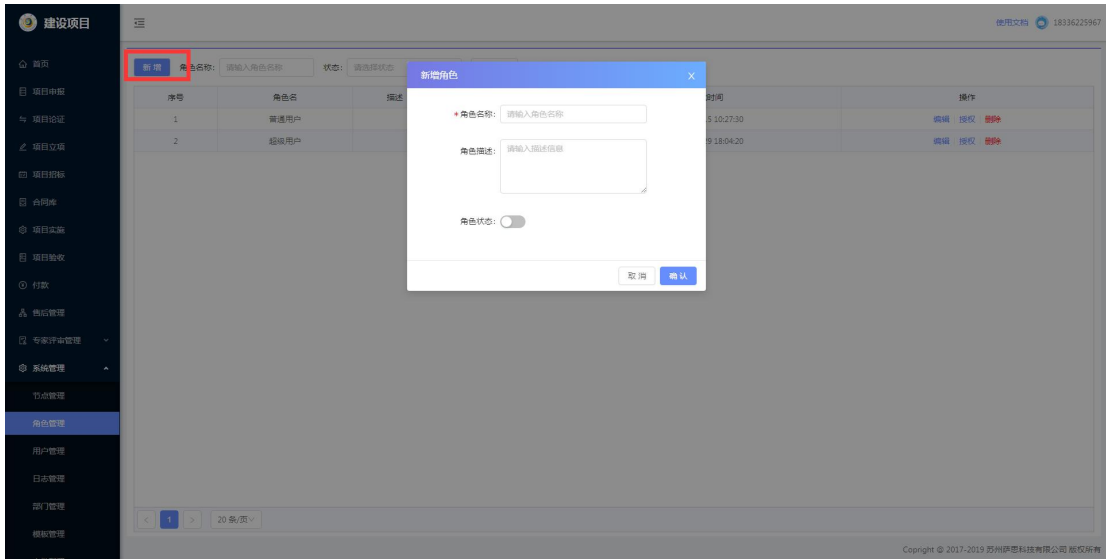 建设项目
使用文档 18336225967
首页
项目申报
项目论证
项目立项
项目招标
合同库
项目实施
项目验收
付款
售后管理
专家评审管理
系统管理
节点管理
角色管理
用户管理
日志管理
部门管理
模板管理
新增 角色名称: 请输入角色名称 状态: 请选择状态
序号 角色名 描述 时间 操作
1 普通用户 10:27:30 编辑 授权 删除
2 超级用户 18:04:20 编辑 授权 删除
新增角色
*角色名称: 请输入角色名称
角色描述: 请输入描述信息
角色状态:
取消 确认
< 1 > 20 条/页
Copright @ 2017-2019 苏州萨思科技有限公司 版权所有